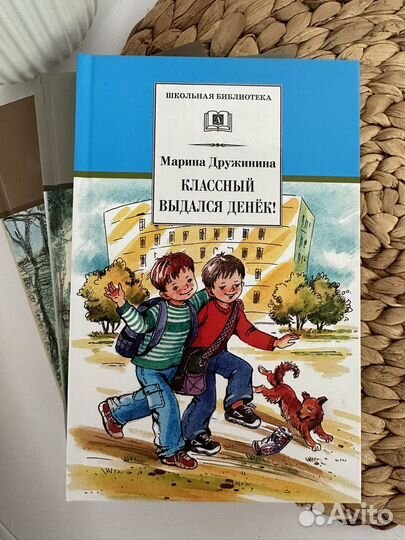 ШКОЛЬНАЯ БИБЛИОТЕКА
Марина Дружинина
КЛАССНЫЙ
ВЫДАЛСЯ ДЕНЁК!
Avito